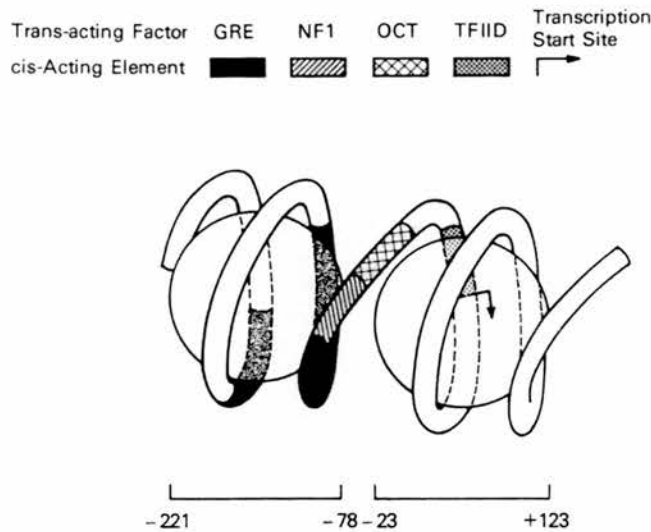 Trans-acting Factor GRE NF1 OCT TFIID Transcription
Start Site
cis-Acting Element
-221 -78 -23 +123